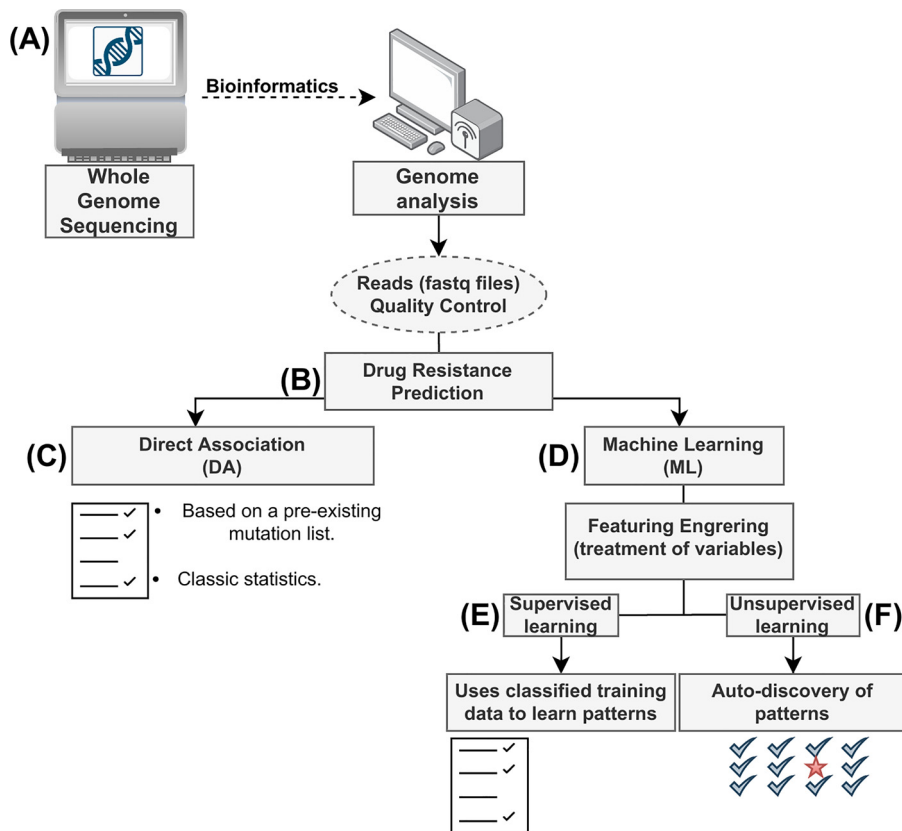 (A)
Bioinformatics
Whole
Genome
Sequencing
Genome
analysis
Reads (fastq files)
Quality Control
(B)
Drug Resistance
Prediction
(C)
Direct Association
(DA)
• Based on a pre-existing
mutation list.
• Classic statistics.
(D)
Machine Learning
(ML)
Featuring Engrering
(treatment of variables)
(E)
Supervised
learning
Unsupervised
learning
(F)
Uses classified training
data to learn patterns
Auto-discovery of
patterns